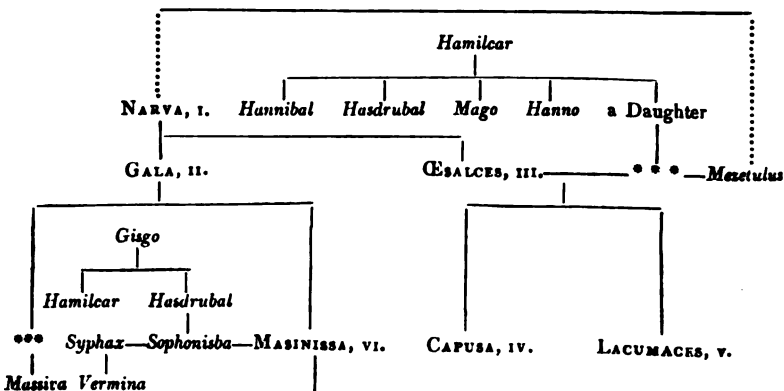 Hamilcar
NARVA, I. Hannibal Hasdrubal Mago Hanno a Daughter
GALA, II. ŒSALCES, III. * * * Mezetulus
Gisgo
Hamilcar Hasdrubal
*** Syphax Sophonisba MASINISSA, VI. CAPUSA, IV. LACUMACES, V.
Massiva Vermina